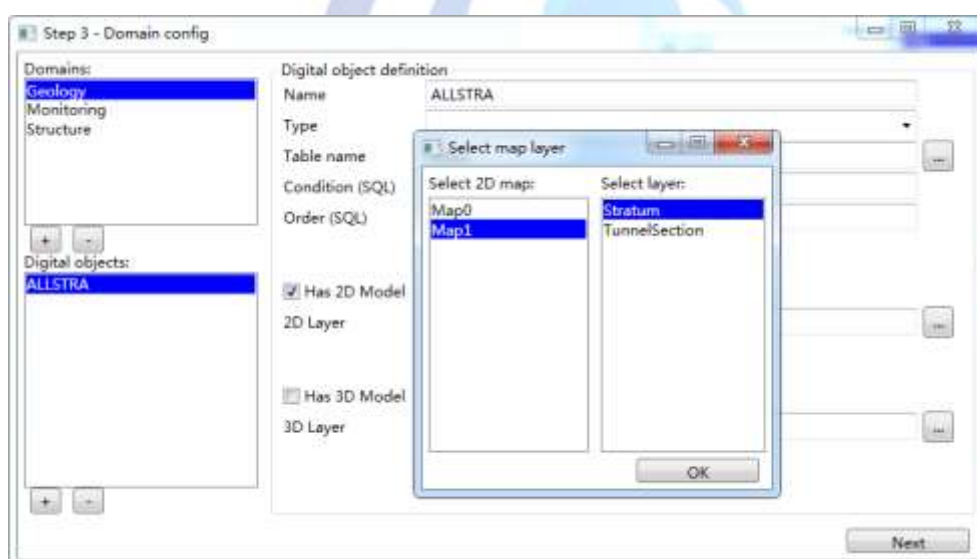 Step 3 - Domain config
Domains:
Geology
Monitoring
Structure
+ -
Digital objects:
ALLSTRA
+ -
Digital object definition
Name ALLSTRA
Type
Table name ...
Condition (SQL)
Order (SQL)
Has 2D Model
2D Layer ...
Has 3D Model
3D Layer ...
Select map layer
Select 2D map:
Map0
Map1
Select layer:
Stratum
TunnelSection
OK
Next